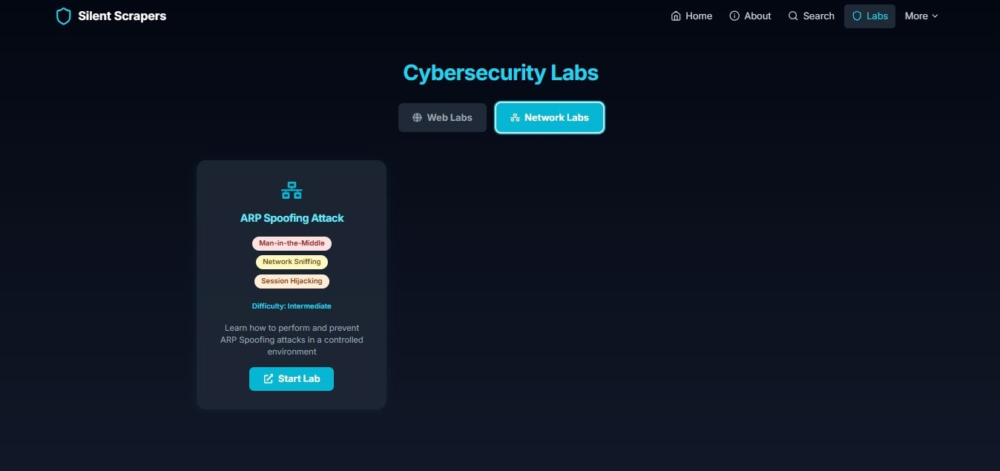 Silent Scrapers
Home
About
Search
Labs
More
Cybersecurity Labs
Web Labs
Network Labs
ARP Spoofing Attack
Man-in-the-Middle
Network Sniffing
Session Hijacking
Difficulty: Intermediate
Learn how to perform and prevent
ARP Spoofing attacks in a controlled
environment
Start Lab